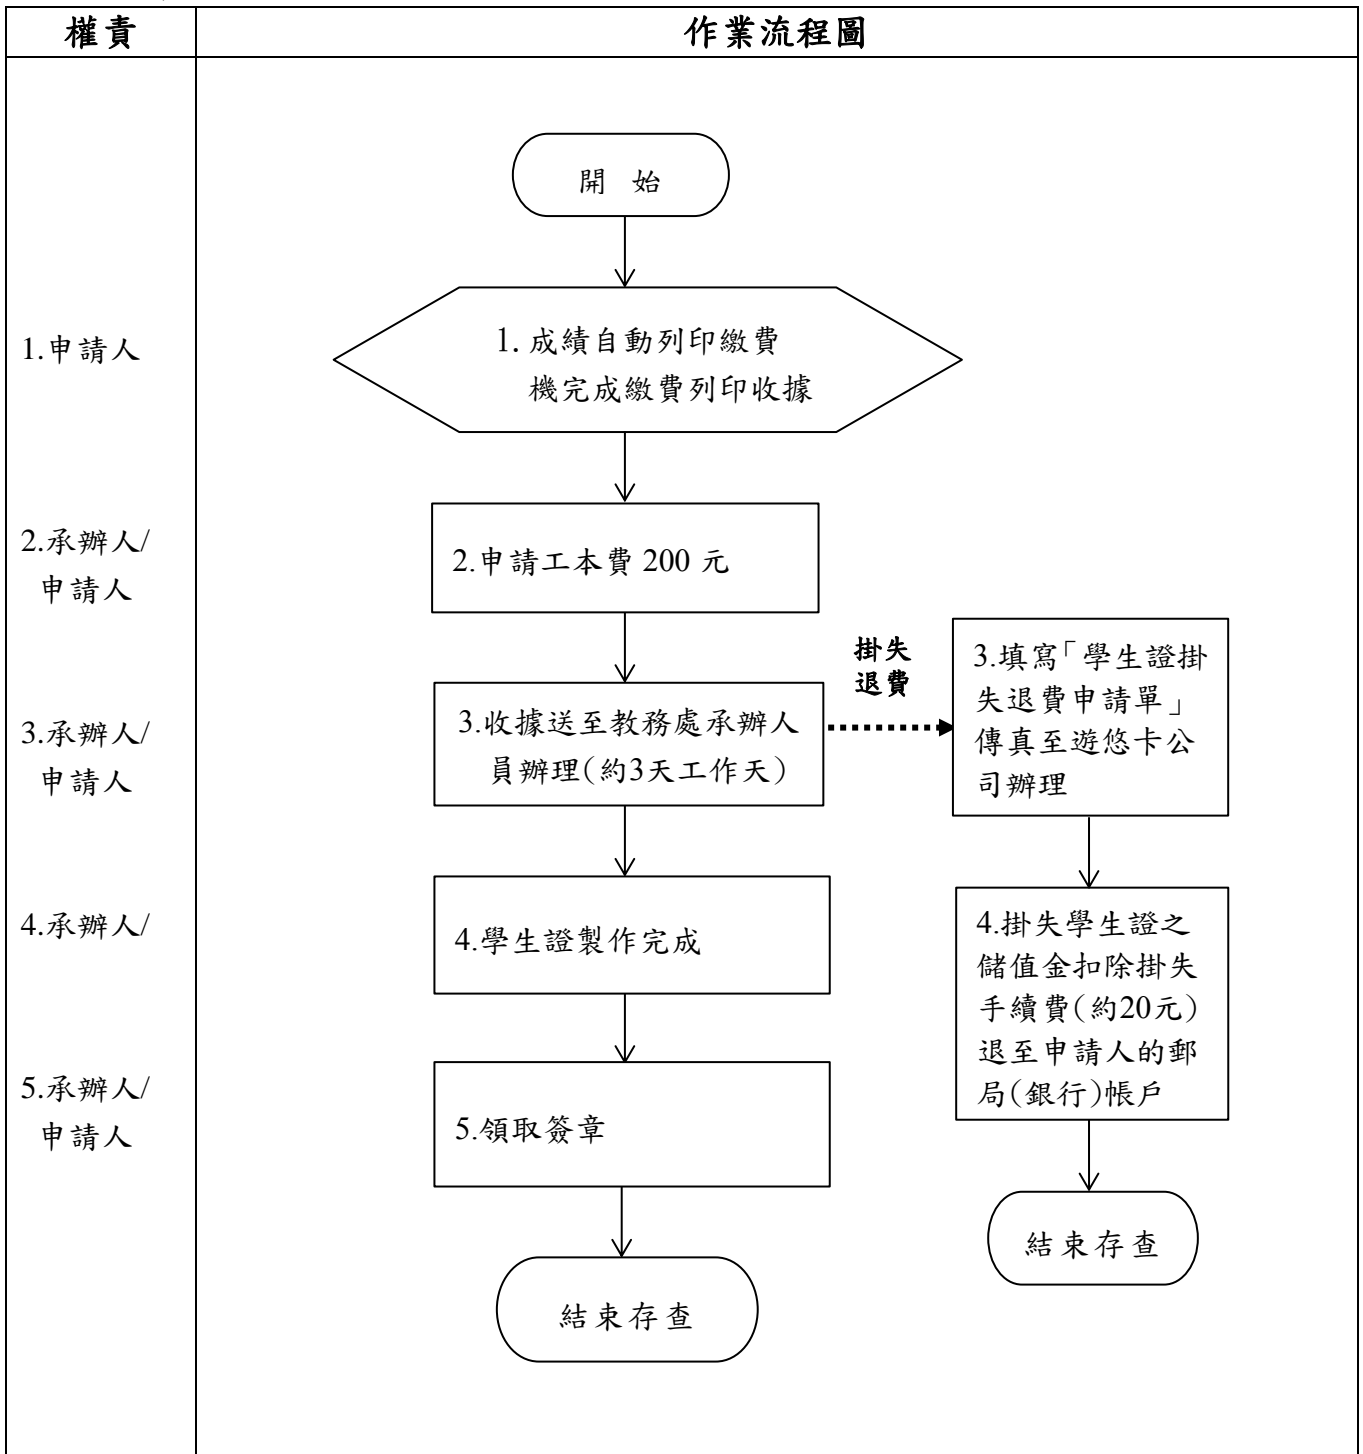 權責
作業流程圖
開 始
1.申請人
1. 成績自動列印繳費
機完成繳費列印收據
2.承辦人/
申請人
2.申請工本費 200 元
掛失
退費
3.填寫「學生證掛
失退費申請單」
傳真至遊悠卡公
司辦理
3.承辦人/
申請人
3.收據送至教務處承辦人
員辦理(約3天工作天)
4.承辦人/
4.學生證製作完成
4.掛失學生證之
儲值金扣除掛失
手續費(約20元)
退至申請人的郵
局(銀行)帳戶
5.承辦人/
申請人
5.領取簽章
結束存查
結束存查